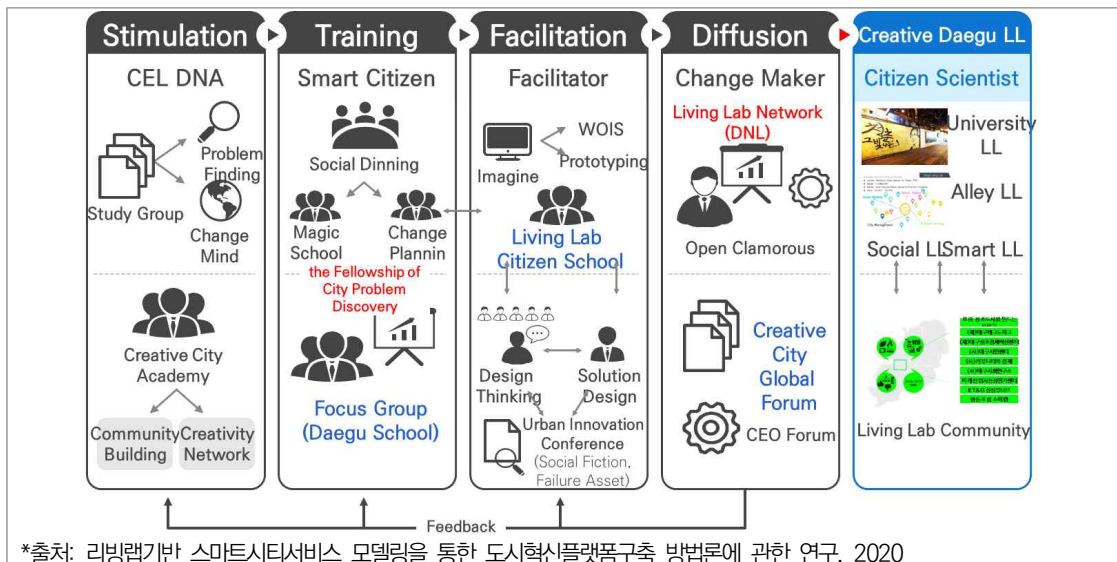 Stimulation
Training
Facilitation
Diffusion
Creative Daegu LL
CEL DNA
Problem
Finding
Study Group
Change
Mind
Creative City
Academy
Community
Building
Creativity
Network
Smart Citizen
Social Dinning
Magic
School
Change
Plannin
the Fellowship of
City Problem
Discovery
Focus Group
(Daegu School)
Facilitator
WOIS
Imagine
Prototyping
Living Lab
Citizen School
Design
Thinking
Solution
Design
Urban Innovation
Conference
(Social Fiction,
Failure Asset)
Change Maker
Living Lab Network
(DNL)
Open Clamorous
Creative
City
Global
Forum
CEO Forum
Citizen Scientist
University
LL
Alley LL
Social LL
Smart LL
Living Lab Community
Feedback
*출처: 리빙랩기반 스마트시티서비스 모델링을 통한 도시혁신플랫폼구축 방법론에 관한 연구. 2020